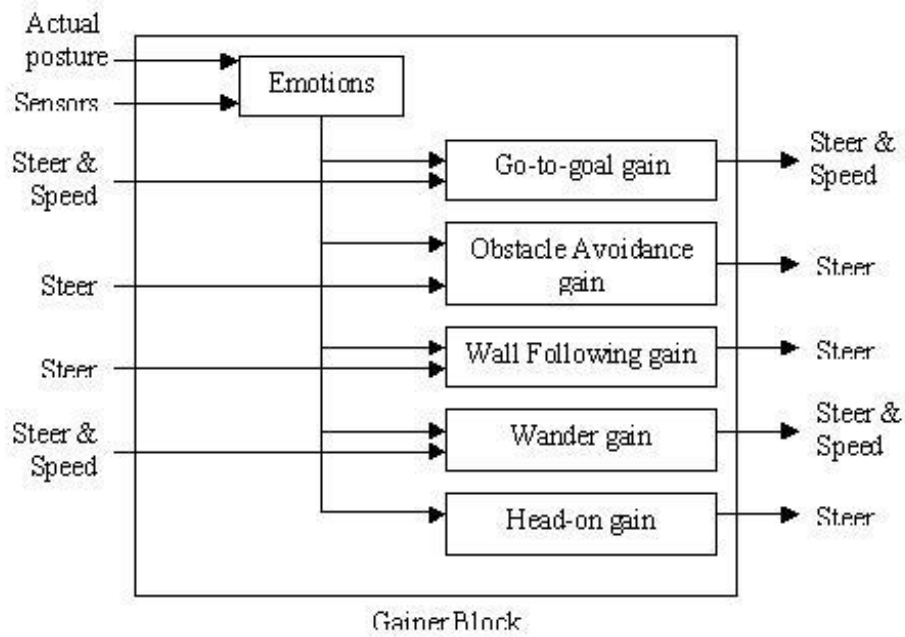 Actual
posture
Sensors
Emotions
Steer &
Speed
Go-to-goal gain
Steer &
Speed
Steer
Obstacle Avoidance
gain
Steer
Steer
Wall Following gain
Steer
Steer &
Speed
Wander gain
Steer &
Speed
Head-on gain
Steer
Gainer Block